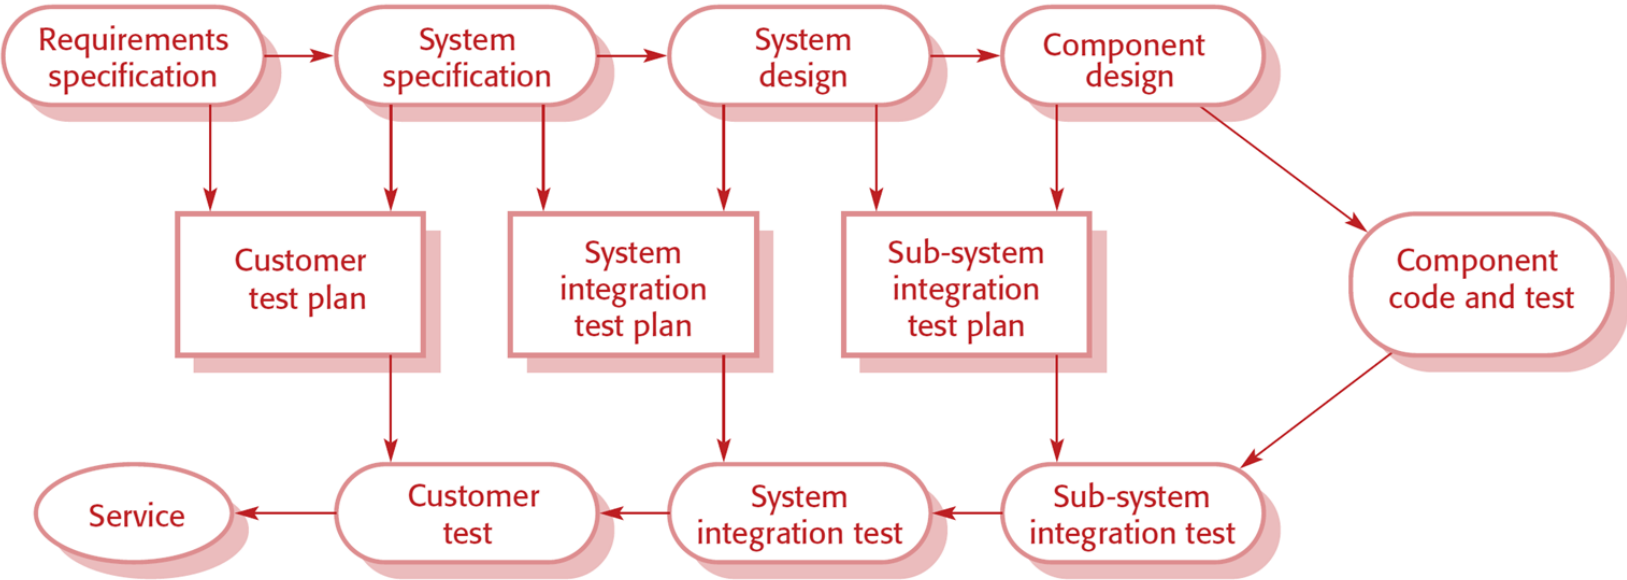 Requirements
specification
System
specification
System
design
Component
design
Customer
test plan
System
integration
test plan
Sub-system
integration
test plan
Component
code and test
Service
Customer
test
System
integration test
Sub-system
integration test